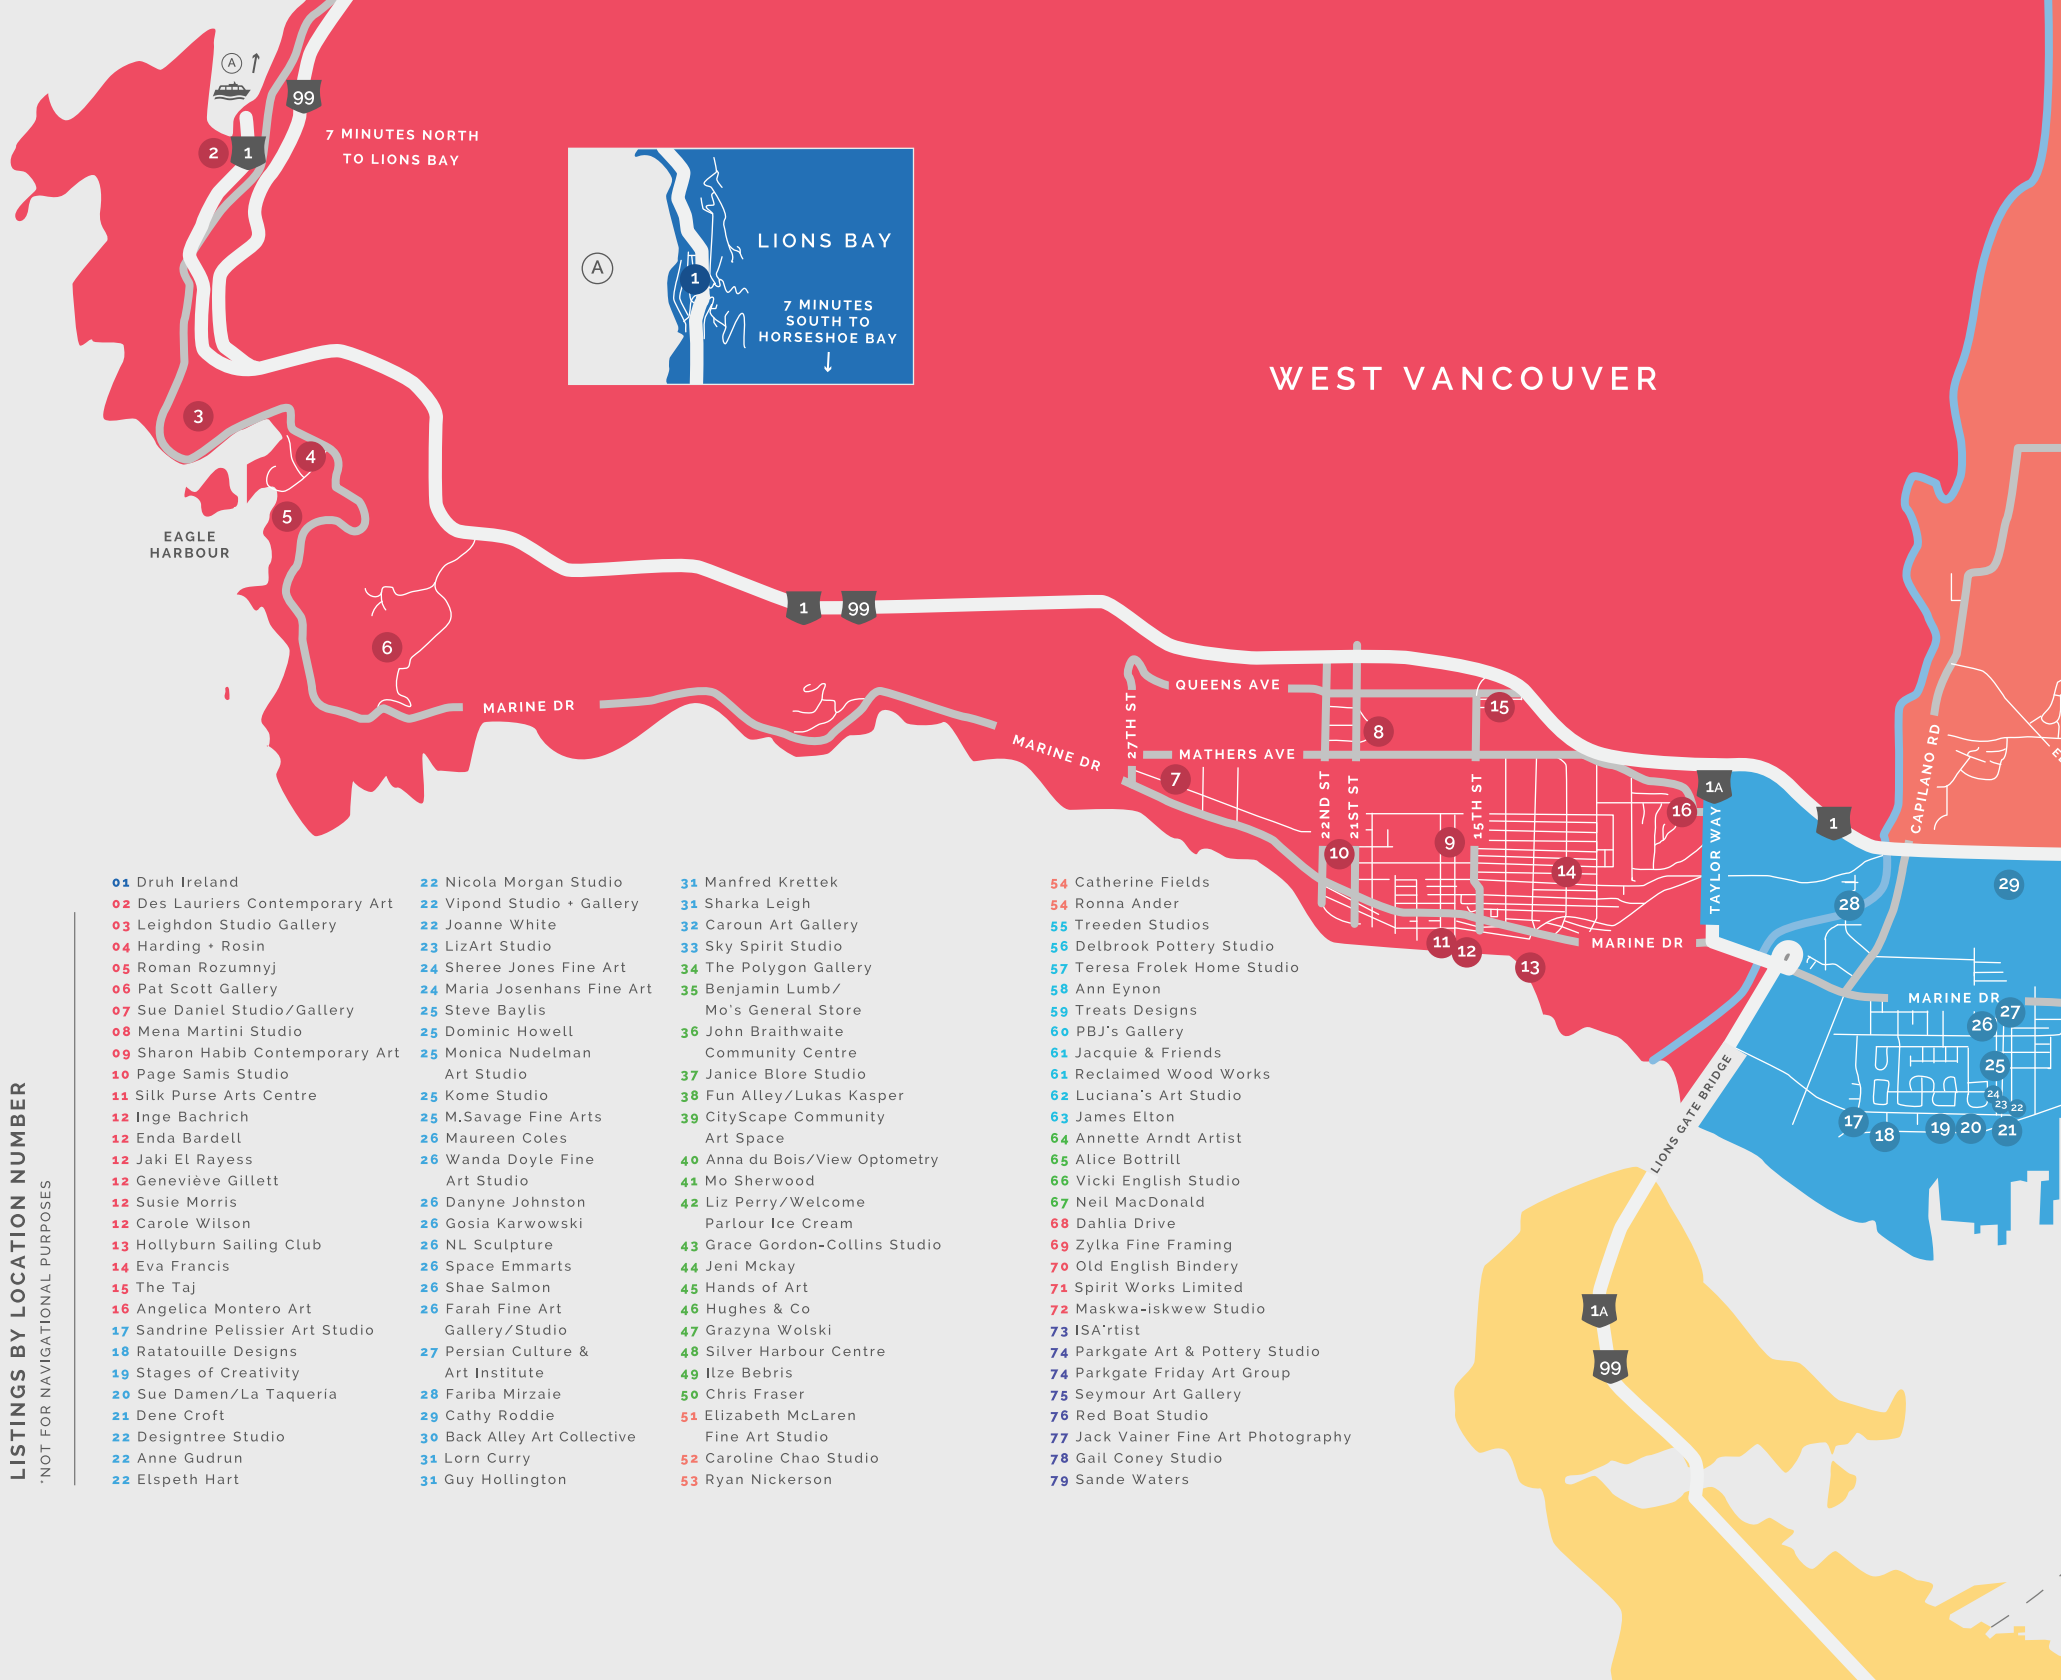 A
99
7 MINUTES NORTH
TO LIONS BAY
2
1
LIONS BAY
A
1
7 MINUTES
SOUTH TO
HORSESHOE BAY
WEST VANCOUVER
3
4
5
EAGLE
HARBOUR
6
1
99
MARINE DR
MARINE DR
27TH ST
QUEENS AVE
MATHERS AVE
7
8
15
22ND ST
21ST ST
15TH ST
9
10
14
16
1A
TAYLOR WAY
1
CAPILANO RD
11
12
13
MARINE DR
28
29
MARINE DR
27
26
25
24
23
22
17
18
19
20
21
LIONS GATE BRIDGE
1A
99
LISTINGS BY LOCATION NUMBER
*NOT FOR NAVIGATIONAL PURPOSES
01 Druh Ireland
02 Des Lauriers Contemporary Art
03 Leighdon Studio Gallery
04 Harding + Rosin
05 Roman Rozumnyj
06 Pat Scott Gallery
07 Sue Daniel Studio/Gallery
08 Mena Martini Studio
09 Sharon Habib Contemporary Art
10 Page Samis Studio
11 Silk Purse Arts Centre
12 Inge Bachrich
12 Enda Bardell
12 Jaki El Rayess
12 Geneviève Gillett
12 Susie Morris
12 Carole Wilson
13 Hollyburn Sailing Club
14 Eva Francis
15 The Taj
16 Angelica Montero Art
17 Sandrine Pelissier Art Studio
18 Ratatouille Designs
19 Stages of Creativity
20 Sue Damen/La Taquería
21 Dene Croft
22 Designtree Studio
22 Anne Gudrun
22 Elspeth Hart
22 Nicola Morgan Studio
22 Vipond Studio + Gallery
22 Joanne White
23 LizArt Studio
24 Sheree Jones Fine Art
24 Maria Josenhans Fine Art
25 Steve Baylis
25 Dominic Howell
25 Monica Nudelman
Art Studio
25 Kome Studio
25 M.Savage Fine Arts
26 Maureen Coles
26 Wanda Doyle Fine
Art Studio
26 Danyne Johnston
26 Gosia Karwowski
26 NL Sculpture
26 Space Emmarts
26 Shae Salmon
26 Farah Fine Art
Gallery/Studio
27 Persian Culture &
Art Institute
28 Fariba Mirzaie
29 Cathy Roddie
30 Back Alley Art Collective
31 Lorn Curry
31 Guy Hollington
31 Manfred Krettek
31 Sharka Leigh
32 Caroun Art Gallery
33 Sky Spirit Studio
34 The Polygon Gallery
35 Benjamin Lumb/
Mo's General Store
36 John Braithwaite
Community Centre
37 Janice Blore Studio
38 Fun Alley/Lukas Kasper
39 CityScape Community
Art Space
40 Anna du Bois/View Optometry
41 Mo Sherwood
42 Liz Perry/Welcome
Parlour Ice Cream
43 Grace Gordon-Collins Studio
44 Jeni Mckay
45 Hands of Art
46 Hughes & Co
47 Grazyna Wolski
48 Silver Harbour Centre
49 Ilze Bebris
50 Chris Fraser
51 Elizabeth McLaren
Fine Art Studio
52 Caroline Chao Studio
53 Ryan Nickerson
54 Catherine Fields
54 Ronna Ander
55 Treeden Studios
56 Delbrook Pottery Studio
57 Teresa Frolek Home Studio
58 Ann Eynon
59 Treats Designs
60 PBJ's Gallery
61 Jacquie & Friends
61 Reclaimed Wood Works
62 Luciana's Art Studio
63 James Elton
64 Annette Arndt Artist
65 Alice Bottrill
66 Vicki English Studio
67 Neil MacDonald
68 Dahlia Drive
69 Zylka Fine Framing
70 Old English Bindery
71 Spirit Works Limited
72 Maskwa-iskwew Studio
73 ISA'rtist
74 Parkgate Art & Pottery Studio
74 Parkgate Friday Art Group
75 Seymour Art Gallery
76 Red Boat Studio
77 Jack Vainer Fine Art Photography
78 Gail Coney Studio
79 Sande Waters